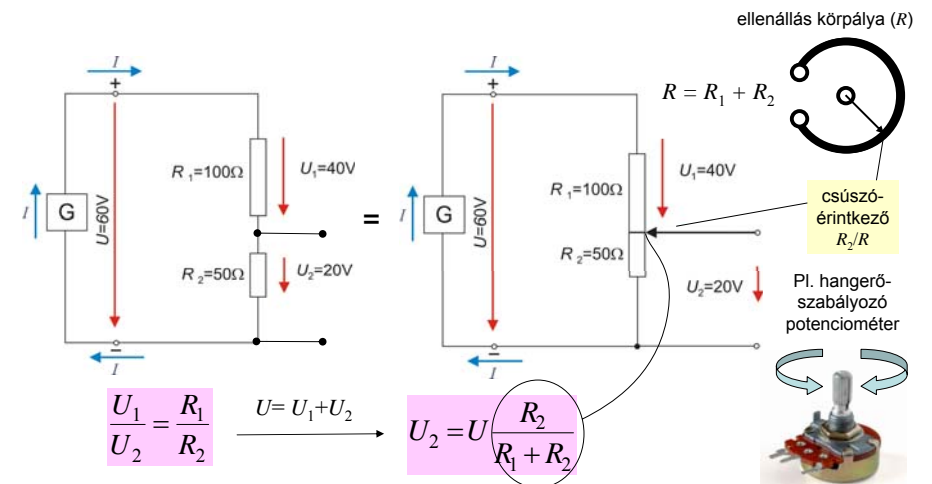 ellenállás körpálya (R)
R = R₁ + R₂
I
+
I
G
U=60V
R₁=100Ω
U₁=40V
R₂=50Ω
U₂=20V
–
I
=
I
+
I
G
U=60V
R₁=100Ω
U₁=40V
R₂=50Ω
U₂=20V
–
I
csúszó-
érintkező
R₂/R
Pl. hangerő-
szabályozó
potenciométer
U₁/U₂ = R₁/R₂
U= U₁+U₂
U₂ = U R₂/(R₁ + R₂)